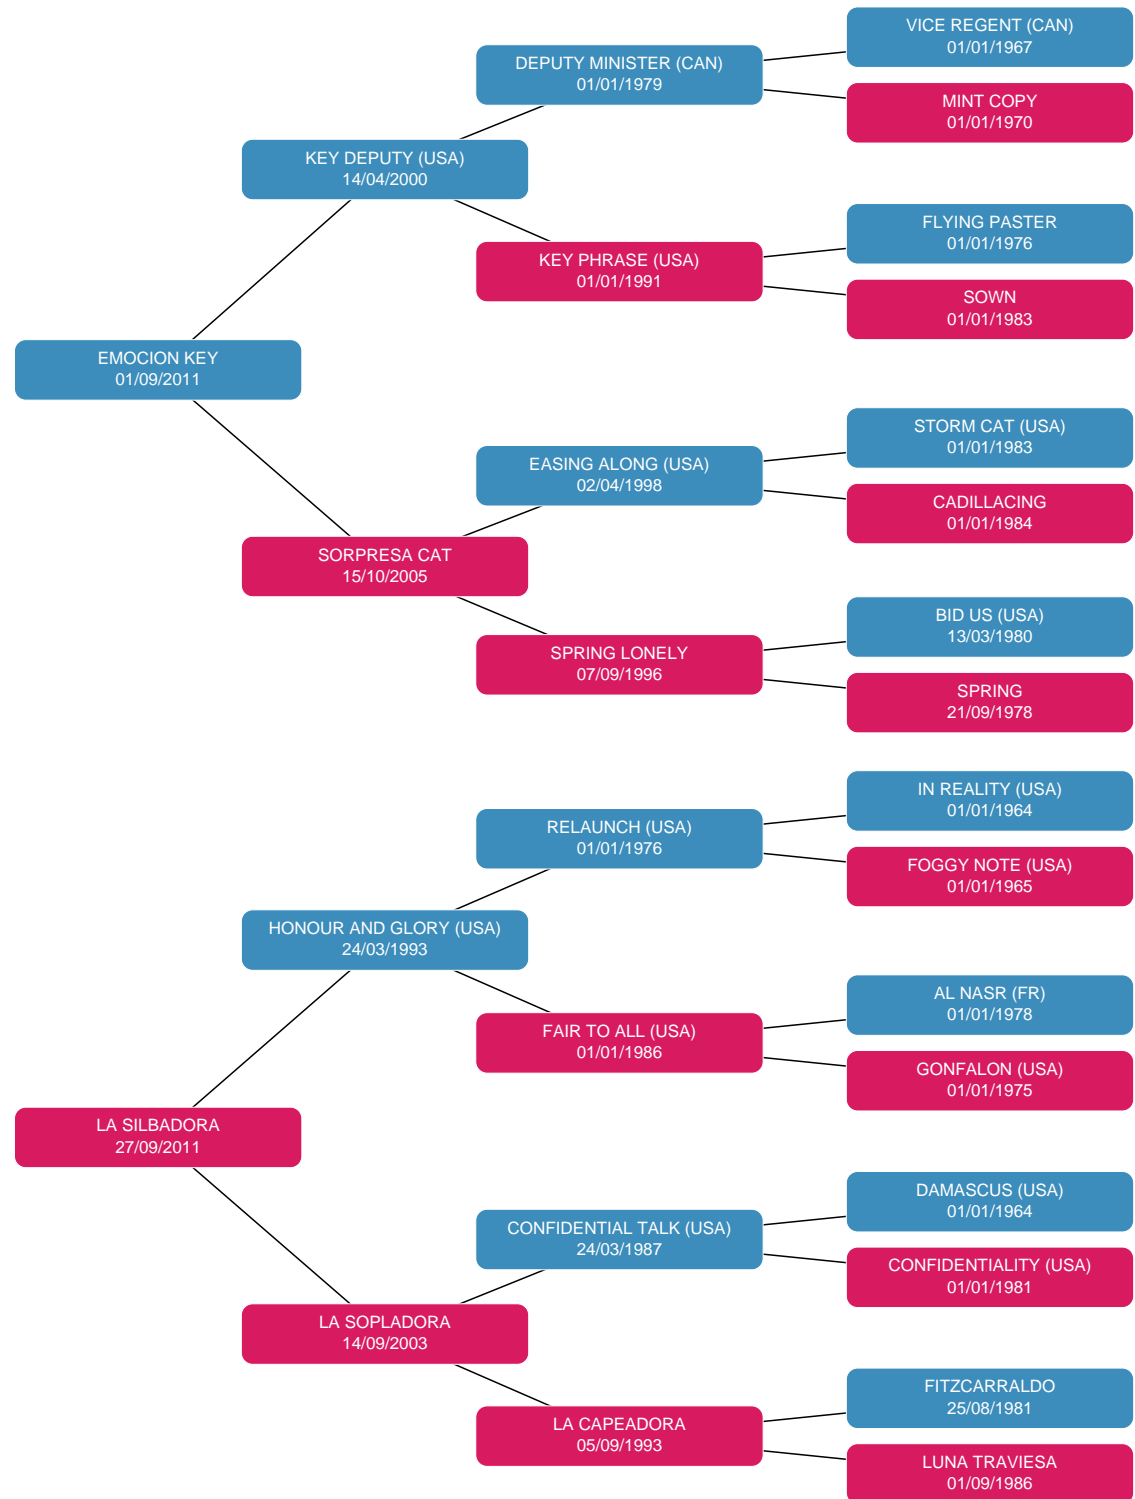 VICE REGENT (CAN)
01/01/1967
DEPUTY MINISTER (CAN)
01/01/1979
MINT COPY
01/01/1970
KEY DEPUTY (USA)
14/04/2000
FLYING PASTER
01/01/1976
KEY PHRASE (USA)
01/01/1991
SOWN
01/01/1983
EMOCION KEY
01/09/2011
STORM CAT (USA)
01/01/1983
EASING ALONG (USA)
02/04/1998
CADILLACING
01/01/1984
SORPRESA CAT
15/10/2005
BID US (USA)
13/03/1980
SPRING LONELY
07/09/1996
SPRING
21/09/1978
IN REALITY (USA)
01/01/1964
RELAUNCH (USA)
01/01/1976
FOGGY NOTE (USA)
01/01/1965
HONOUR AND GLORY (USA)
24/03/1993
AL NASR (FR)
01/01/1978
FAIR TO ALL (USA)
01/01/1986
GONFALON (USA)
01/01/1975
LA SILBADORA
27/09/2011
DAMASCUS (USA)
01/01/1964
CONFIDENTIAL TALK (USA)
24/03/1987
CONFIDENTIALITY (USA)
01/01/1981
LA SOPLADORA
14/09/2003
FITZCARRALDO
25/08/1981
LA CAPEADORA
05/09/1993
LUNA TRAVIESA
01/09/1986